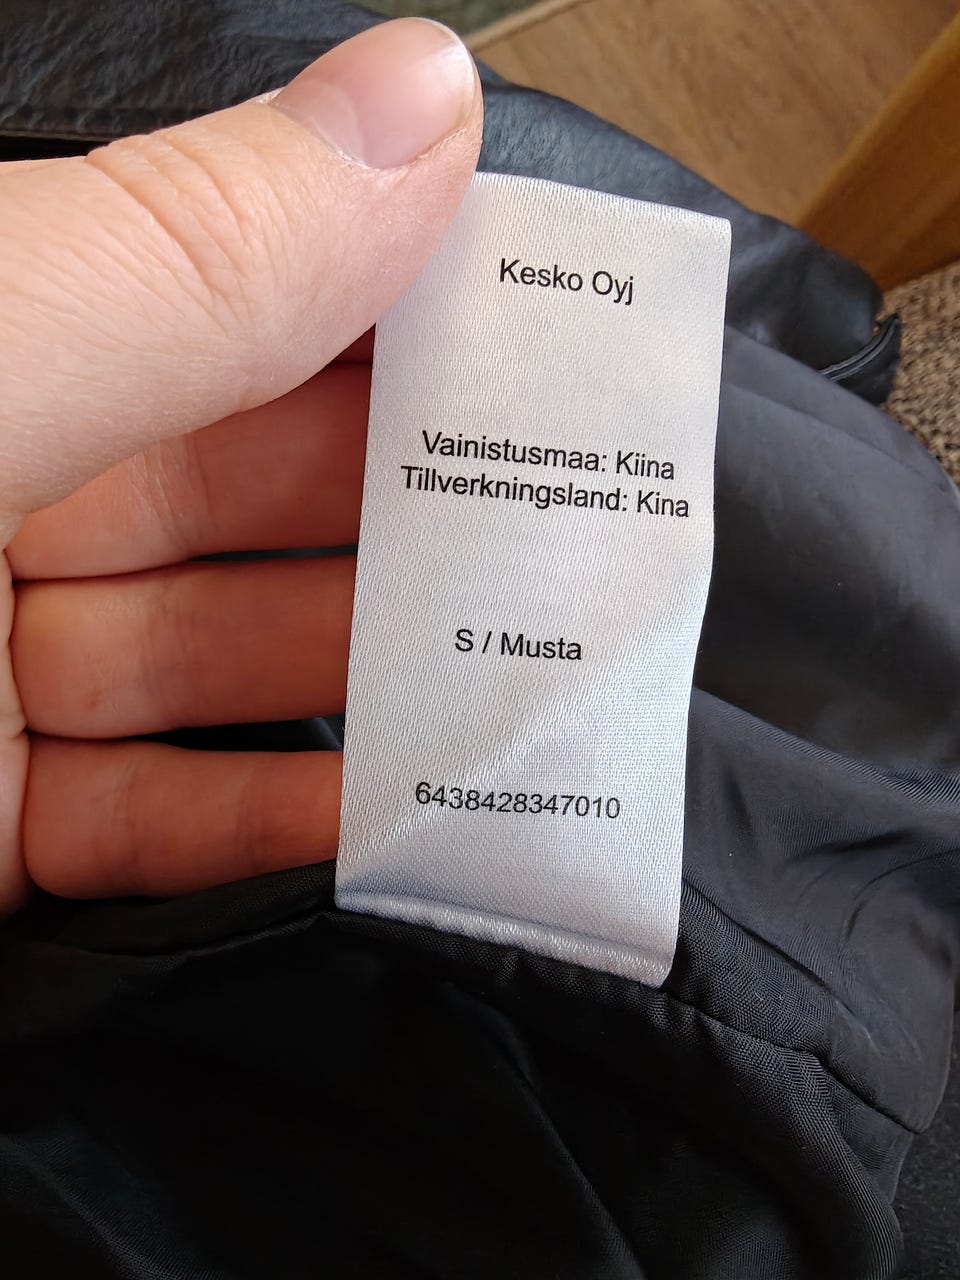 Kesko Oyj
Vainistusmaa: Kiina
Tillverkningsland: Kina
S / Musta
6438428347010